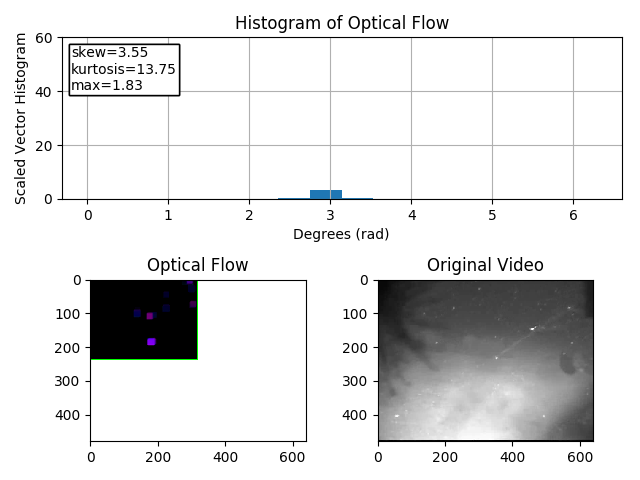 Histogram of Optical Flow
skew=3.55
kurtosis=13.75
max=1.83
Scaled Vector Histogram
60
40
20
0
0 1 2 3 4 5 6
Degrees (rad)
Optical Flow
0
100
200
300
400
0 200 400 600
Original Video
0
100
200
300
400
0 200 400 600